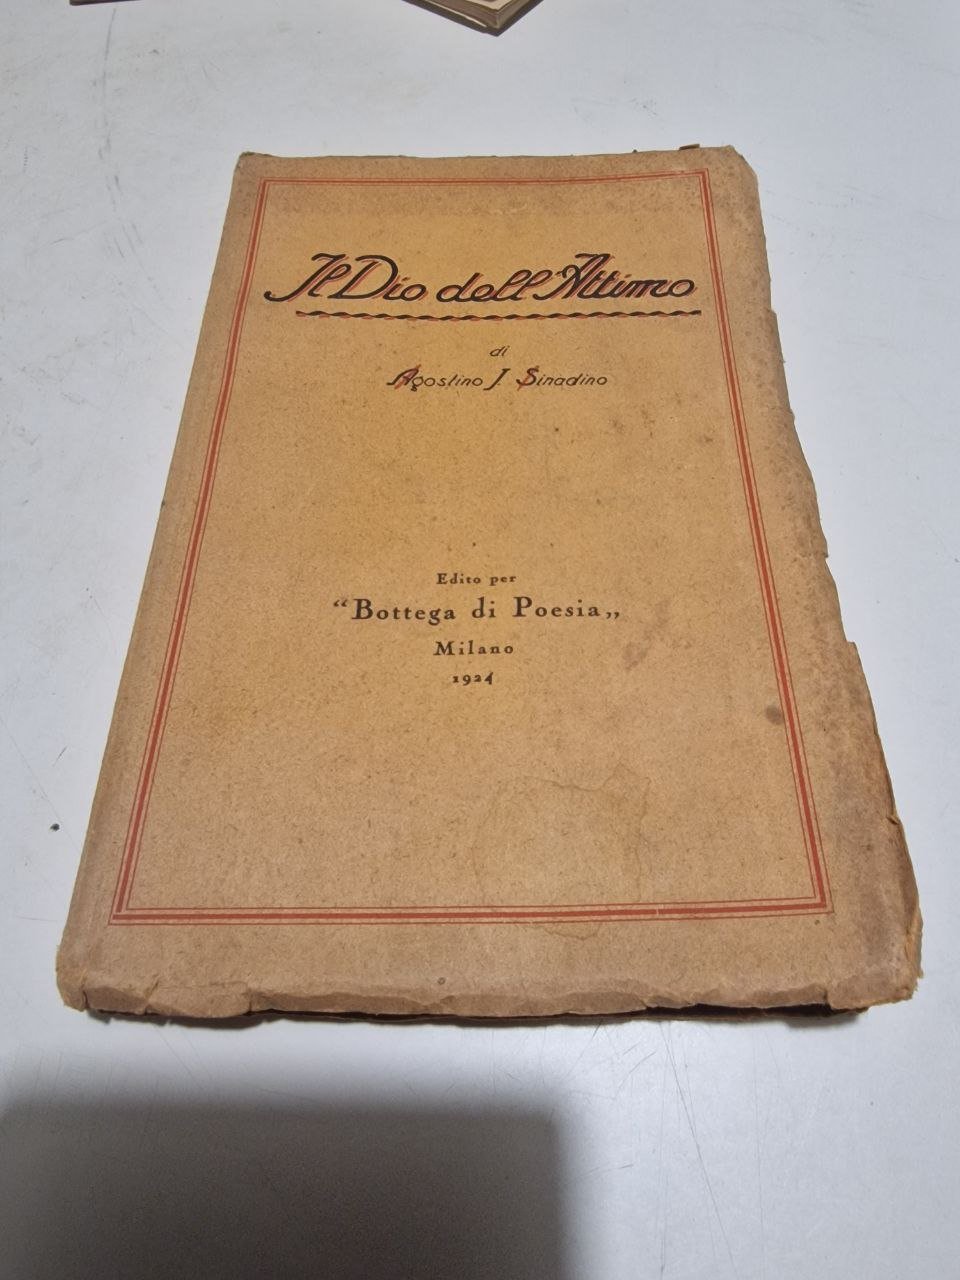 Il Dio dell'Attimo
di
Agostino J. Sinadino
Edito per
“Bottega di Poesia„
Milano
1924